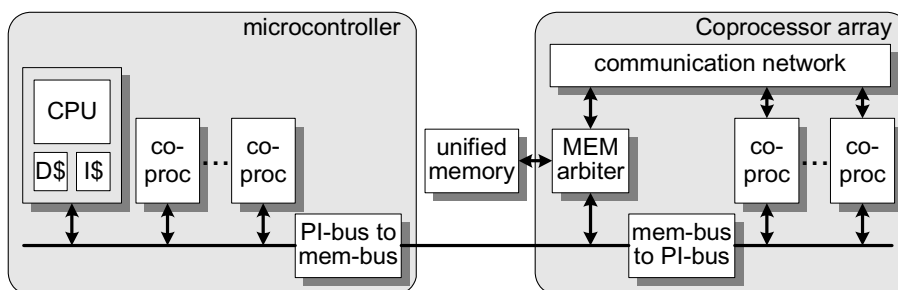 microcontroller
CPU
D$ I$
co-
proc
...
co-
proc
PI-bus to
mem-bus
unified
memory
Coprocessor array
communication network
MEM
arbiter
co-
proc
...
co-
proc
mem-bus
to PI-bus